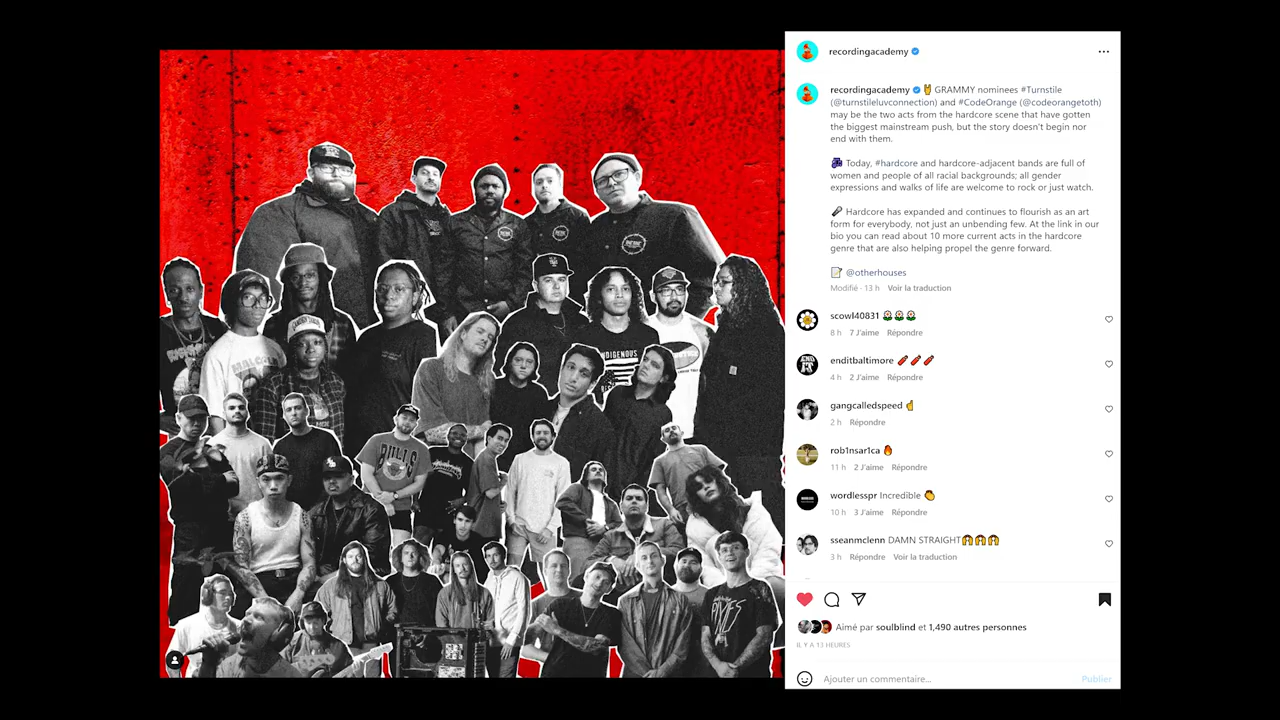 recordingacademy
recordingacademy GRAMMY nominees #Turnstile
(@turnstileluvconnection) and #CodeOrange (@codeorangetoth)
may be the two acts from the hardcore scene that have gotten
the biggest mainstream push, but the story doesn't begin nor
end with them.
Today, #hardcore and hardcore-adjacent bands are full of
women and people of all racial backgrounds; all gender
expressions and walks of life are welcome to rock or just watch.
Hardcore has expanded and continues to flourish as an art
form for everybody, not just an unbending few. At the link in our
bio you can read about 10 more current acts in the hardcore
genre that are also helping propel the genre forward.
@otherhouses
Modifié · 13 h Voir la traduction
scowl40831
8 h 7 J'aime Répondre
enditbaltimore
4 h 2 J'aime Répondre
gangcalledspeed
2 h Répondre
rob1nsar1ca
11 h 2 J'aime Répondre
wordlesspr Incredible
10 h 3 J'aime Répondre
sseanmclenn DAMN STRAIGHT
3 h Répondre Voir la traduction
Aimé par soulblind et 1,490 autres personnes
IL Y A 13 HEURES
Ajouter un commentaire...
Publier
INDIGENOUS
BULLS